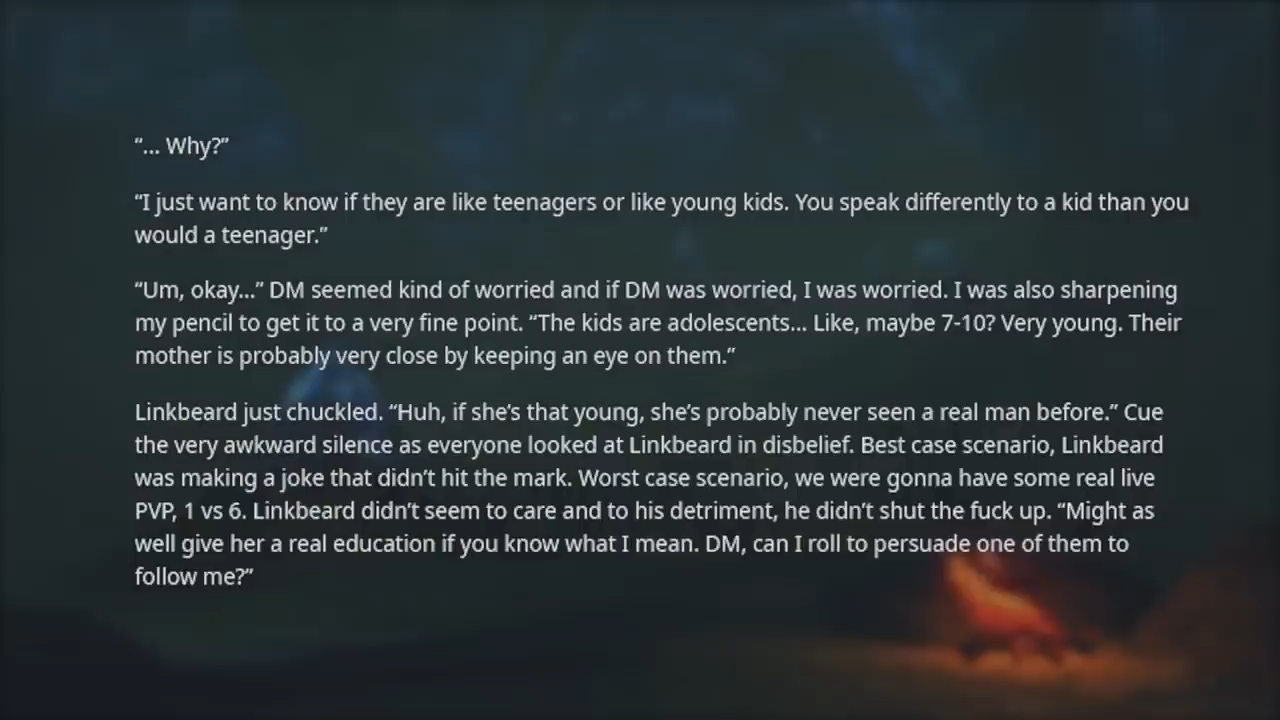 “... Why?”
“I just want to know if they are like teenagers or like young kids. You speak differently to a kid than you
would a teenager.”
“Um, okay...” DM seemed kind of worried and if DM was worried, I was worried. I was also sharpening
my pencil to get it to a very fine point. “The kids are adolescents... Like, maybe 7-10? Very young. Their
mother is probably very close by keeping an eye on them.”
Linkbeard just chuckled. “Huh, if she’s that young, she’s probably never seen a real man before.” Cue
the very awkward silence as everyone looked at Linkbeard in disbelief. Best case scenario, Linkbeard
was making a joke that didn’t hit the mark. Worst case scenario, we were gonna have some real live
PVP, 1 vs 6. Linkbeard didn’t seem to care and to his detriment, he didn’t shut the fuck up. “Might as
well give her a real education if you know what I mean. DM, can I roll to persuade one of them to
follow me?”